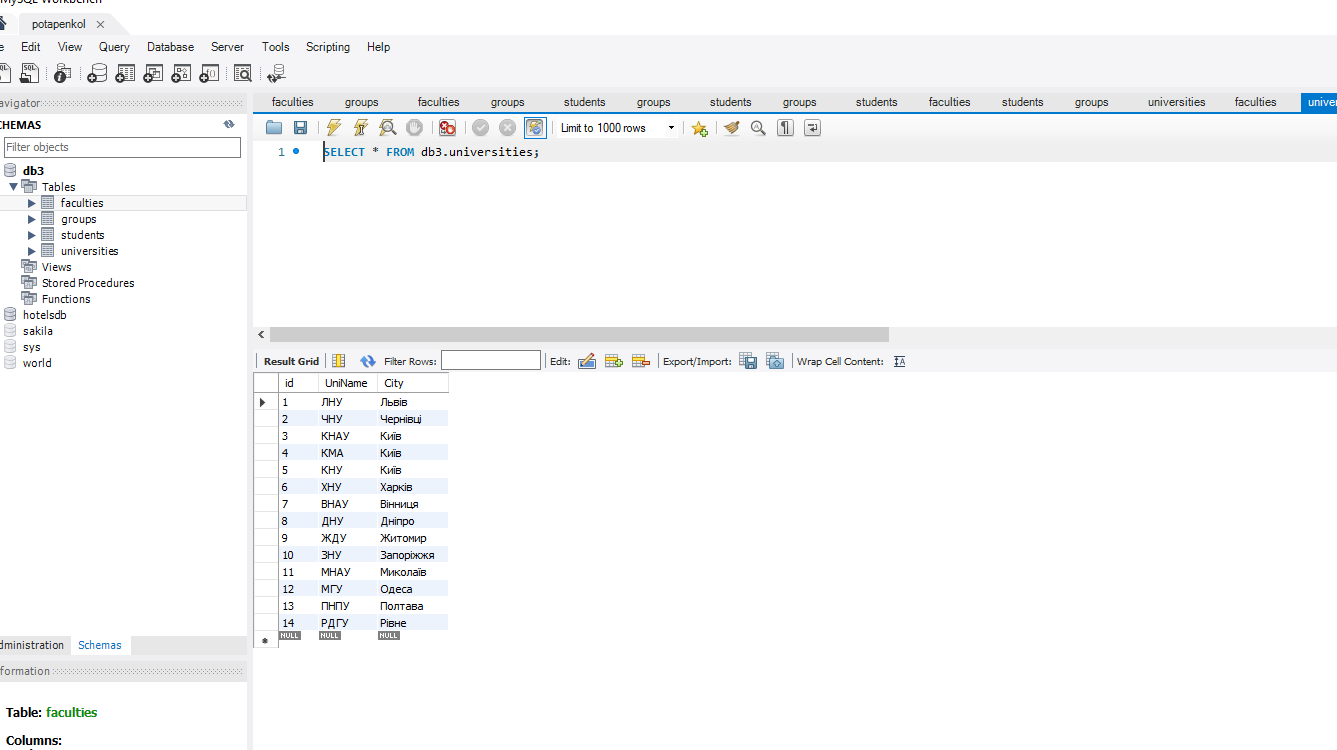 MySQL Workbench
potapenkol
e Edit View Query Database Server Tools Scripting Help
avigator
faculties groups faculties groups students groups students groups students faculties students groups universities faculties univer
CHEMAS
Limit to 1000 rows
Filter objects
1 SELECT * FROM db3.universities;
db3
Tables
faculties
groups
students
universities
Views
Stored Procedures
Functions
hotelsdb
sakila
sys
world
Result Grid Filter Rows: Edit: Export/Import: Wrap Cell Content:
id UniName City
1 ЛНУ Львів
2 ЧНУ Чернівці
3 КНАУ Київ
4 КМА Київ
5 КНУ Київ
6 ХНУ Харків
7 ВНАУ Вінниця
8 ДНУ Дніпро
9 ЖДУ Житомир
10 ЗНУ Запоріжжя
11 МНАУ Миколаїв
12 МГУ Одеса
13 ПНПУ Полтава
14 РДГУ Рівне
NULL NULL NULL
dministration Schemas
formation
Table: faculties
Columns: